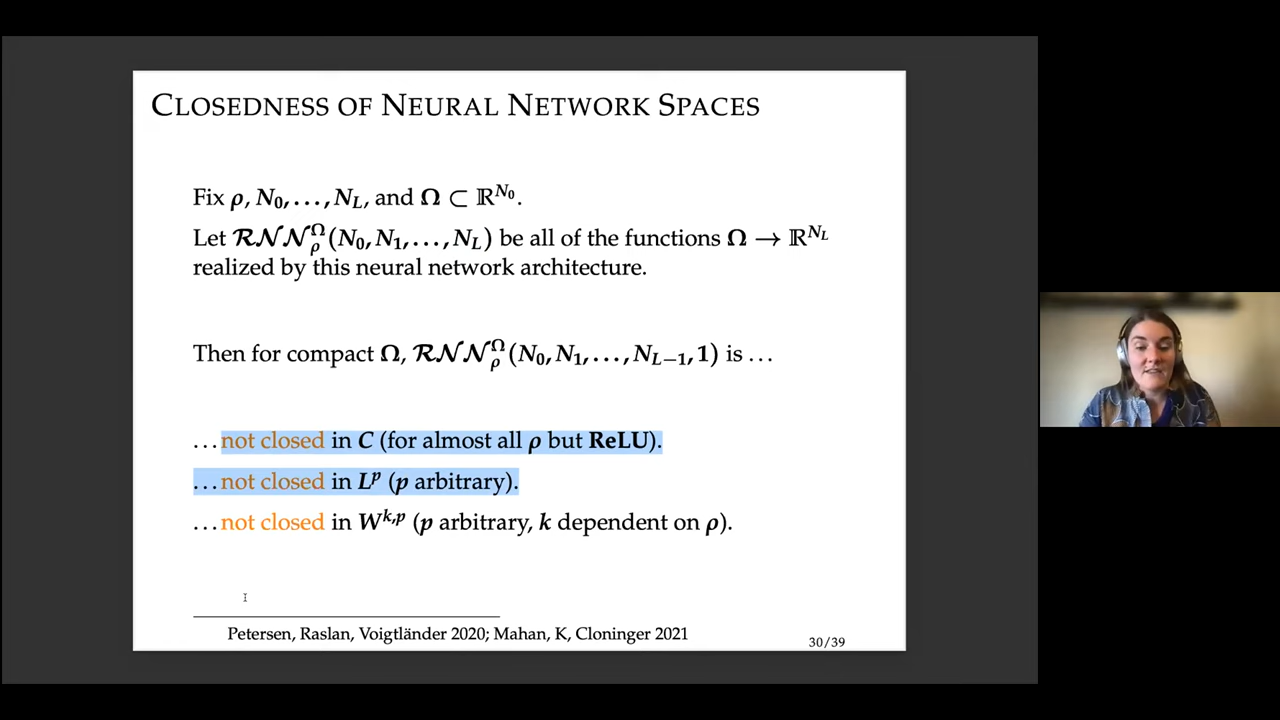 CLOSEDNESS OF NEURAL NETWORK SPACES
Fix ρ, N₀, . . . , N_L, and Ω ⊂ ℝ^{N₀}.
Let 𝓡𝓝𝓝_ρ^Ω(N₀, N₁, . . . , N_L) be all of the functions Ω → ℝ^{N_L}
realized by this neural network architecture.
Then for compact Ω, 𝓡𝓝𝓝_ρ^Ω(N₀, N₁, . . . , N_{L−1}, 1) is . . .
. . . not closed in C (for almost all ρ but ReLU).
. . . not closed in L^p (p arbitrary).
. . . not closed in W^{k,p} (p arbitrary, k dependent on ρ).
Petersen, Raslan, Voigtländer 2020; Mahan, K, Cloninger 2021
30/39